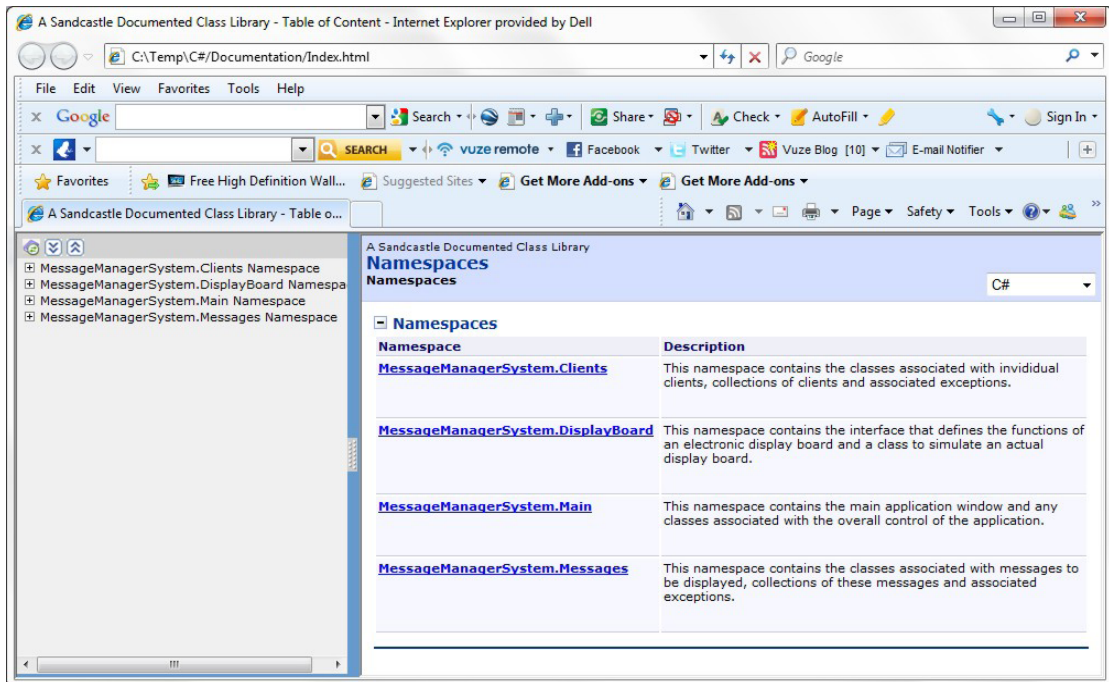 A Sandcastle Documented Class Library - Table of Content - Internet Explorer provided by Dell
C:\Temp\C#/Documentation/Index.html
Google
File Edit View Favorites Tools Help
x Google Search Share Check AutoFill Sign In
x SEARCH vuze remote Facebook Twitter Vuze Blog [10] E-mail Notifier
Favorites Free High Definition Wall... Suggested Sites Get More Add-ons Get More Add-ons
A Sandcastle Documented Class Library - Table o... Page Safety Tools
MessageManagerSystem.Clients Namespace
MessageManagerSystem.DisplayBoard Namespa
MessageManagerSystem.Main Namespace
MessageManagerSystem.Messages Namespace
A Sandcastle Documented Class Library
Namespaces
Namespaces
C#
Namespaces
Namespace Description
MessageManagerSystem.Clients This namespace contains the classes associated with invididual
clients, collections of clients and associated exceptions.
MessageManagerSystem.DisplayBoard This namespace contains the interface that defines the functions of
an electronic display board and a class to simulate an actual
display board.
MessageManagerSystem.Main This namespace contains the main application window and any
classes associated with the overall control of the application.
MessageManagerSystem.Messages This namespace contains the classes associated with messages to
be displayed, collections of these messages and associated
exceptions.